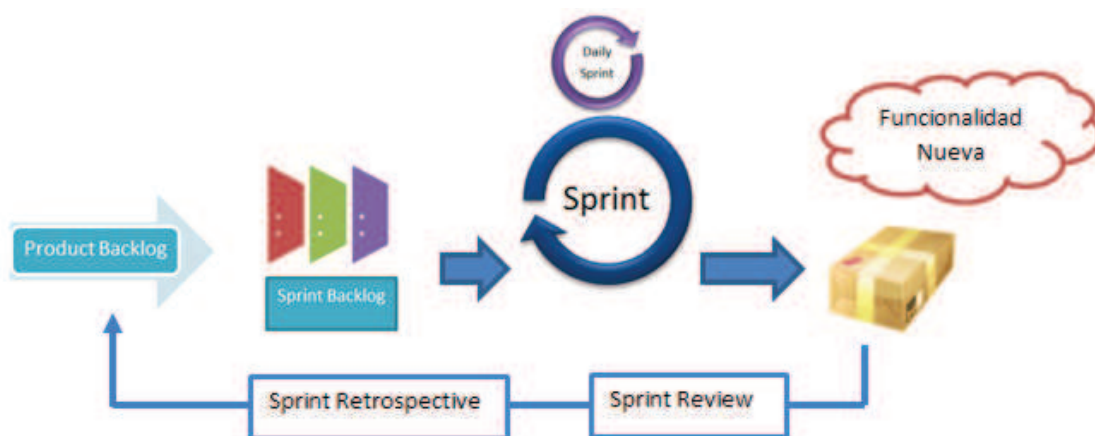 Daily
Sprint
Funcionalidad
Nueva
Sprint
Product Backlog
Sprint Backlog
Sprint Retrospective
Sprint Review